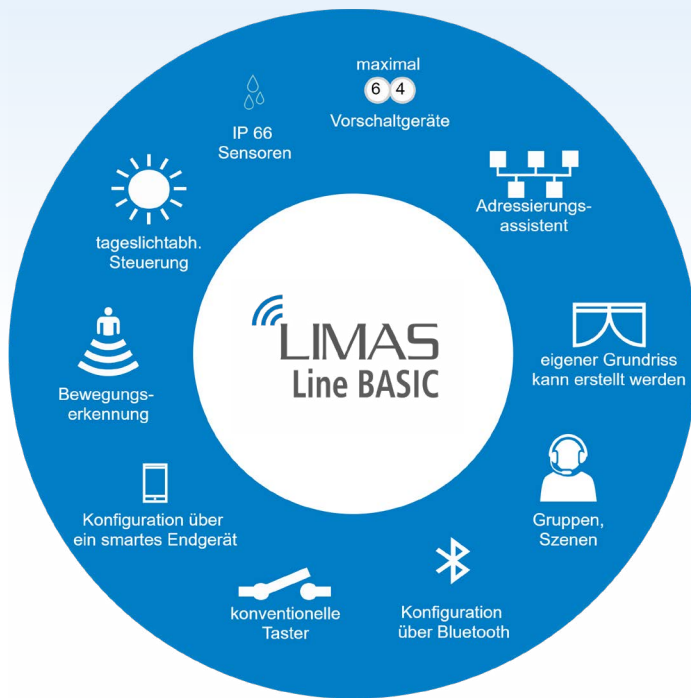 maximal
6 4
Vorschaltgeräte
IP 66
Sensoren
Adressierungs-
assistent
tageslichtabh.
Steuerung
LIMAS
Line BASIC
eigener Grundriss
kann erstellt werden
Bewegungs-
erkennung
Gruppen,
Szenen
Konfiguration über
ein smartes Endgerät
konventionelle
Taster
Konfiguration
über Bluetooth